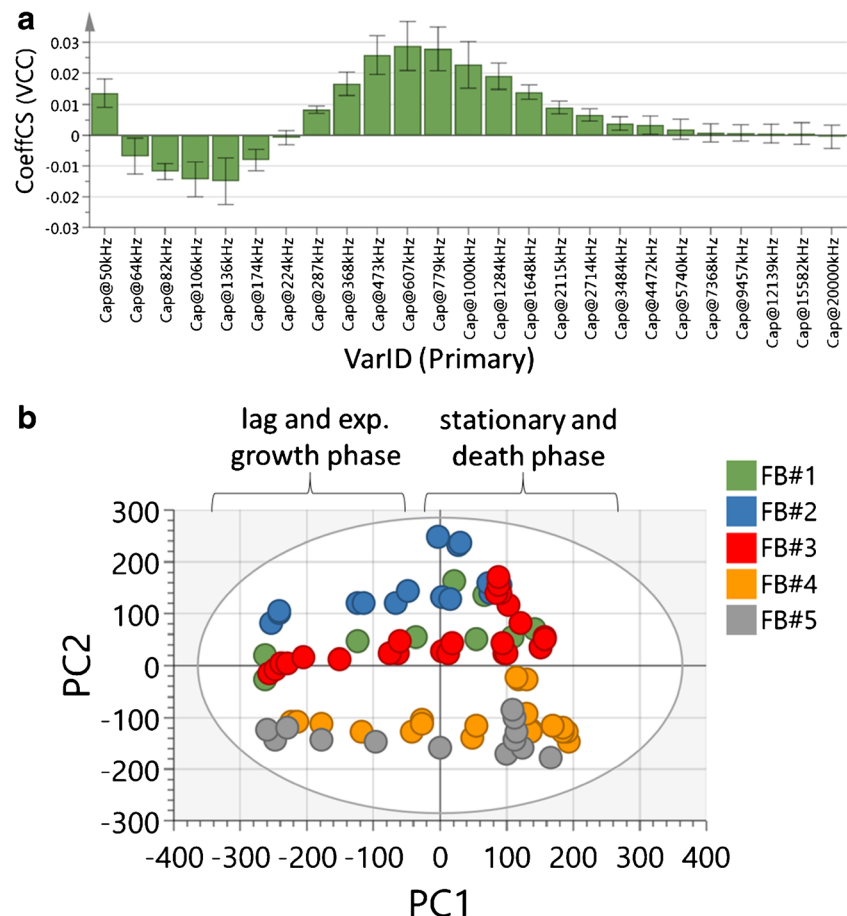 a
CoeffCS (VCC)
0.03
0.02
0.01
0
-0.01
-0.02
-0.03
Cap@50kHz
Cap@64kHz
Cap@82kHz
Cap@106kHz
Cap@136kHz
Cap@174kHz
Cap@224kHz
Cap@287kHz
Cap@368kHz
Cap@473kHz
Cap@607kHz
Cap@779kHz
Cap@1000kHz
Cap@1284kHz
Cap@1648kHz
Cap@2115kHz
Cap@2714kHz
Cap@3484kHz
Cap@4472kHz
Cap@5740kHz
Cap@7368kHz
Cap@9457kHz
Cap@12139kHz
Cap@15582kHz
Cap@20000kHz
VarID (Primary)
b
lag and exp.
growth phase
stationary and
death phase
FB#1
FB#2
FB#3
FB#4
FB#5
PC2
300
200
100
0
-100
-200
-300
-400 -300 -200 -100 0 100 200 300 400
PC1